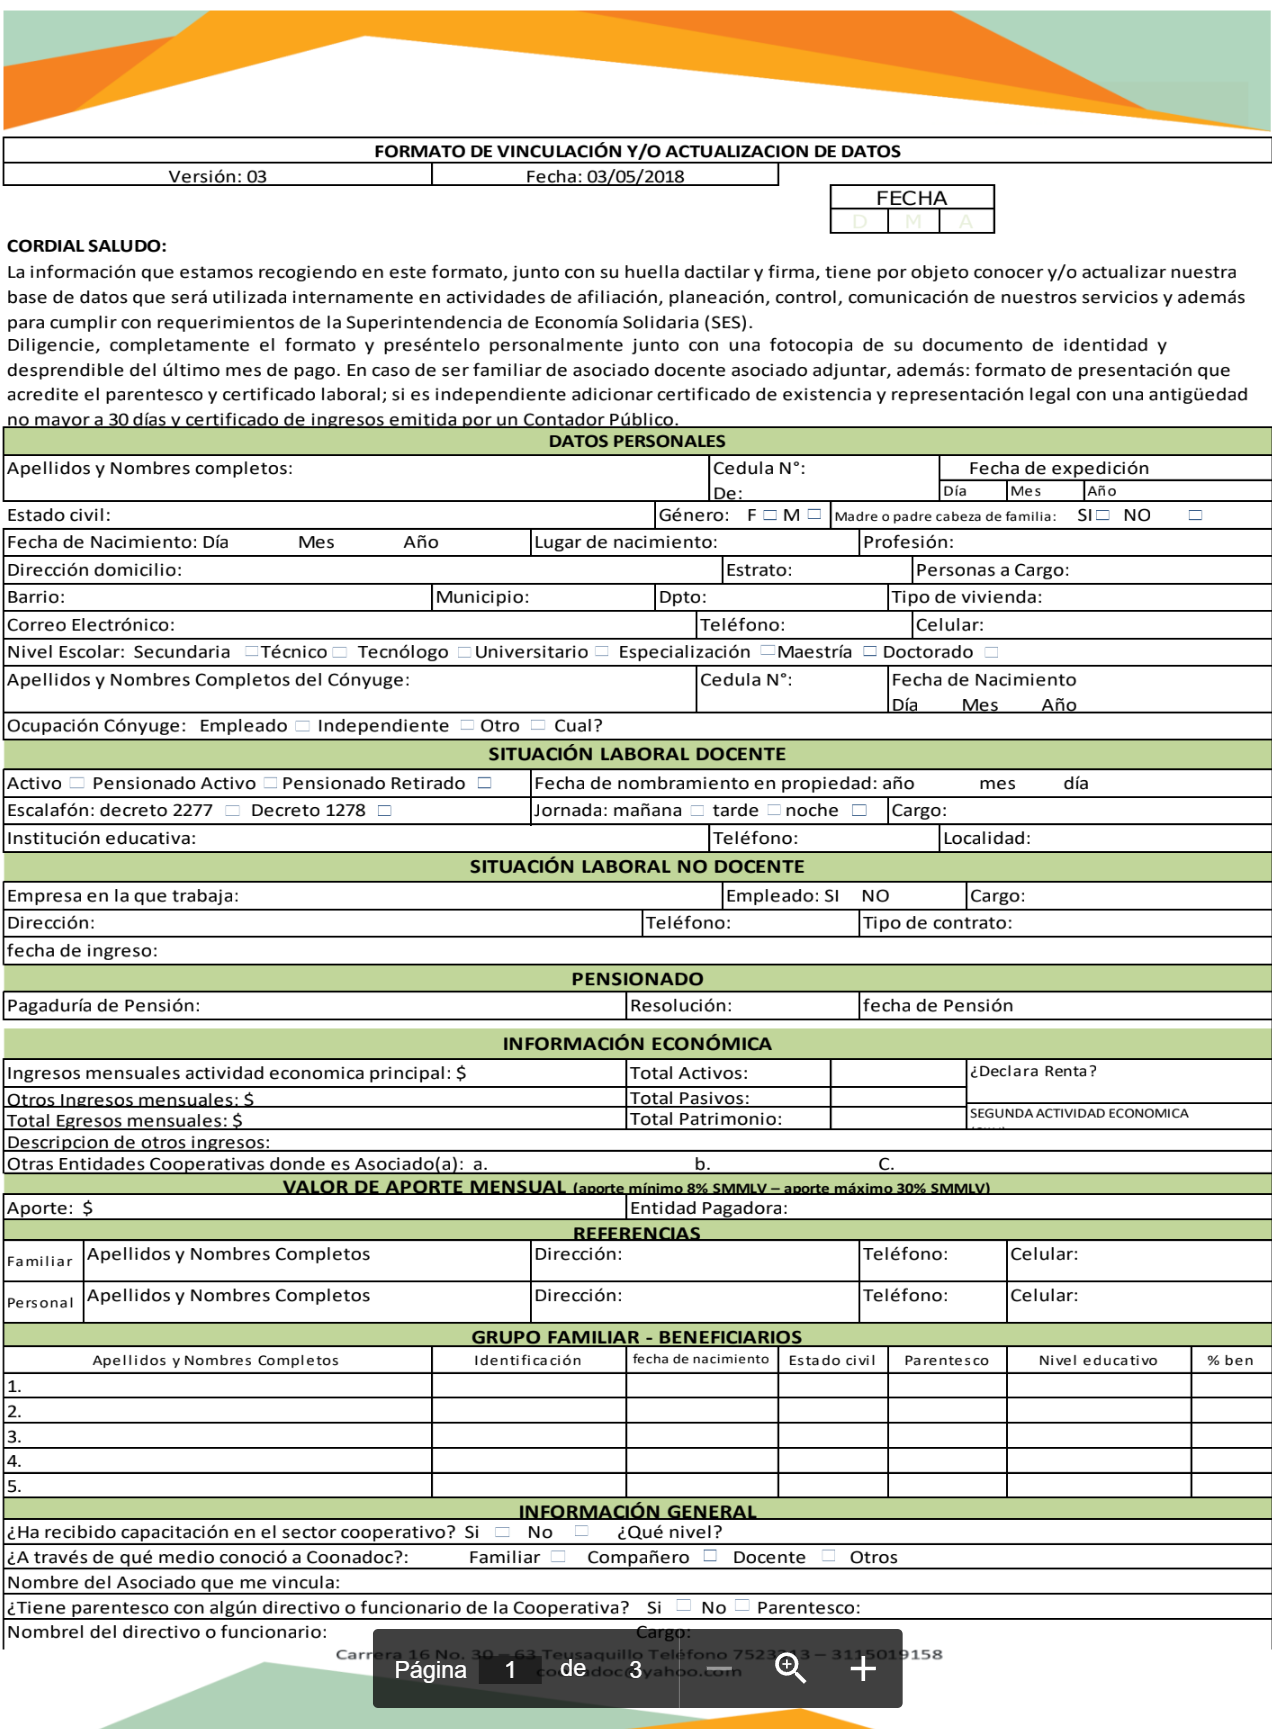 FORMATO DE VINCULACIÓN Y/O ACTUALIZACION DE DATOS
Versión: 03 Fecha: 03/05/2018
FECHA
D M A
CORDIAL SALUDO:
La información que estamos recogiendo en este formato, junto con su huella dactilar y firma, tiene por objeto conocer y/o actualizar nuestra
base de datos que será utilizada internamente en actividades de afiliación, planeación, control, comunicación de nuestros servicios y además
para cumplir con requerimientos de la Superintendencia de Economía Solidaria (SES).
Diligencie, completamente el formato y preséntelo personalmente junto con una fotocopia de su documento de identidad y
desprendible del último mes de pago. En caso de ser familiar de asociado docente asociado adjuntar, además: formato de presentación que
acredite el parentesco y certificado laboral; si es independiente adicionar certificado de existencia y representación legal con una antigüedad
no mayor a 30 días y certificado de ingresos emitida por un Contador Público.
DATOS PERSONALES
Apellidos y Nombres completos: Cedula N°: Fecha de expedición
De: Día Mes Año
Estado civil: Género: F M Madre o padre cabeza de familia: SI NO
Fecha de Nacimiento: Día Mes Año Lugar de nacimiento: Profesión:
Dirección domicilio: Estrato: Personas a Cargo:
Barrio: Municipio: Dpto: Tipo de vivienda:
Correo Electrónico: Teléfono: Celular:
Nivel Escolar: Secundaria Técnico Tecnólogo Universitario Especialización Maestría Doctorado
Apellidos y Nombres Completos del Cónyuge: Cedula N°: Fecha de Nacimiento
Día Mes Año
Ocupación Cónyuge: Empleado Independiente Otro Cual?
SITUACIÓN LABORAL DOCENTE
Activo Pensionado Activo Pensionado Retirado Fecha de nombramiento en propiedad: año mes día
Escalafón: decreto 2277 Decreto 1278 Jornada: mañana tarde noche Cargo:
Institución educativa: Teléfono: Localidad:
SITUACIÓN LABORAL NO DOCENTE
Empresa en la que trabaja: Empleado: SI NO Cargo:
Dirección: Teléfono: Tipo de contrato:
fecha de ingreso:
PENSIONADO
Pagaduría de Pensión: Resolución: fecha de Pensión
INFORMACIÓN ECONÓMICA
Ingresos mensuales actividad economica principal: $ Total Activos: ¿Declara Renta?
Otros Ingresos mensuales: $ Total Pasivos:
Total Egresos mensuales: $ Total Patrimonio: SEGUNDA ACTIVIDAD ECONOMICA
Descripcion de otros ingresos:
Otras Entidades Cooperativas donde es Asociado(a): a. b. C.
VALOR DE APORTE MENSUAL (aporte mínimo 8% SMMLV – aporte máximo 30% SMMLV)
Aporte: $ Entidad Pagadora:
REFERENCIAS
Familiar Apellidos y Nombres Completos Dirección: Teléfono: Celular:
Personal Apellidos y Nombres Completos Dirección: Teléfono: Celular:
GRUPO FAMILIAR - BENEFICIARIOS
Apellidos y Nombres Completos Identificación fecha de nacimiento Estado civil Parentesco Nivel educativo % ben
1.
2.
3.
4.
5.
INFORMACIÓN GENERAL
¿Ha recibido capacitación en el sector cooperativo? Si No ¿Qué nivel?
¿A través de qué medio conoció a Coonadoc?: Familiar Compañero Docente Otros
Nombre del Asociado que me vincula:
¿Tiene parentesco con algún directivo o funcionario de la Cooperativa? Si No Parentesco:
Nombrel del directivo o funcionario: Cargo:
Carrera 16 No. 30 – 63 Teusaquillo Teléfono – 3115019158
Página 1 de 3